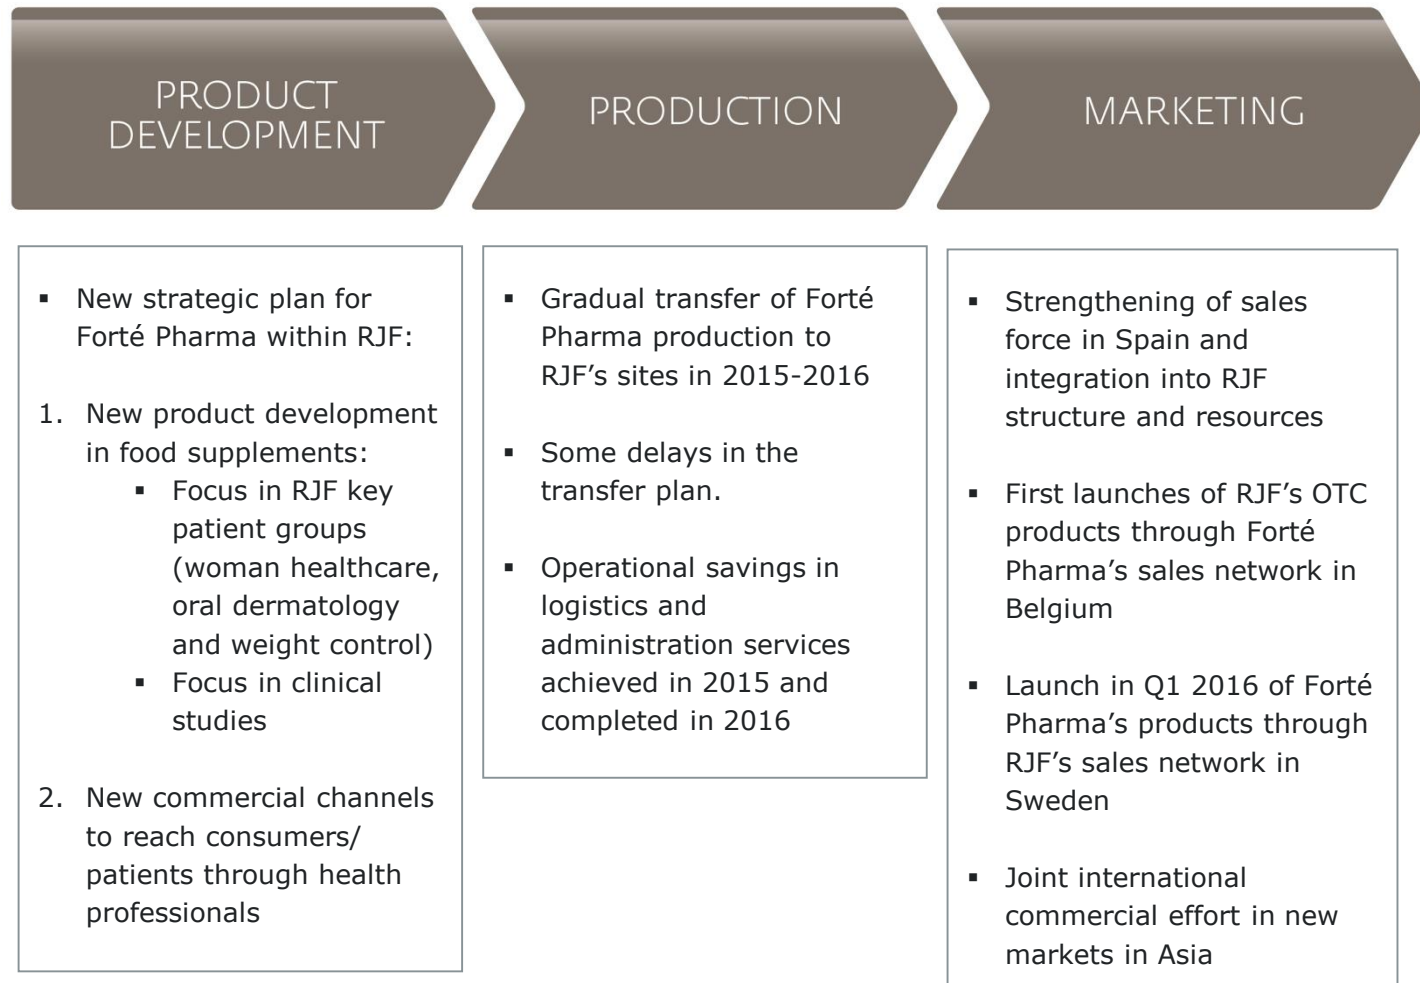 PRODUCT
DEVELOPMENT
PRODUCTION
MARKETING
▪ New strategic plan for
Forté Pharma within RJF:
1. New product development
in food supplements:
▪ Focus in RJF key
patient groups
(woman healthcare,
oral dermatology
and weight control)
▪ Focus in clinical
studies
2. New commercial channels
to reach consumers/
patients through health
professionals
▪ Gradual transfer of Forté
Pharma production to
RJF’s sites in 2015-2016
▪ Some delays in the
transfer plan.
▪ Operational savings in
logistics and
administration services
achieved in 2015 and
completed in 2016
▪ Strengthening of sales
force in Spain and
integration into RJF
structure and resources
▪ First launches of RJF’s OTC
products through Forté
Pharma’s sales network in
Belgium
▪ Launch in Q1 2016 of Forté
Pharma’s products through
RJF’s sales network in
Sweden
▪ Joint international
commercial effort in new
markets in Asia